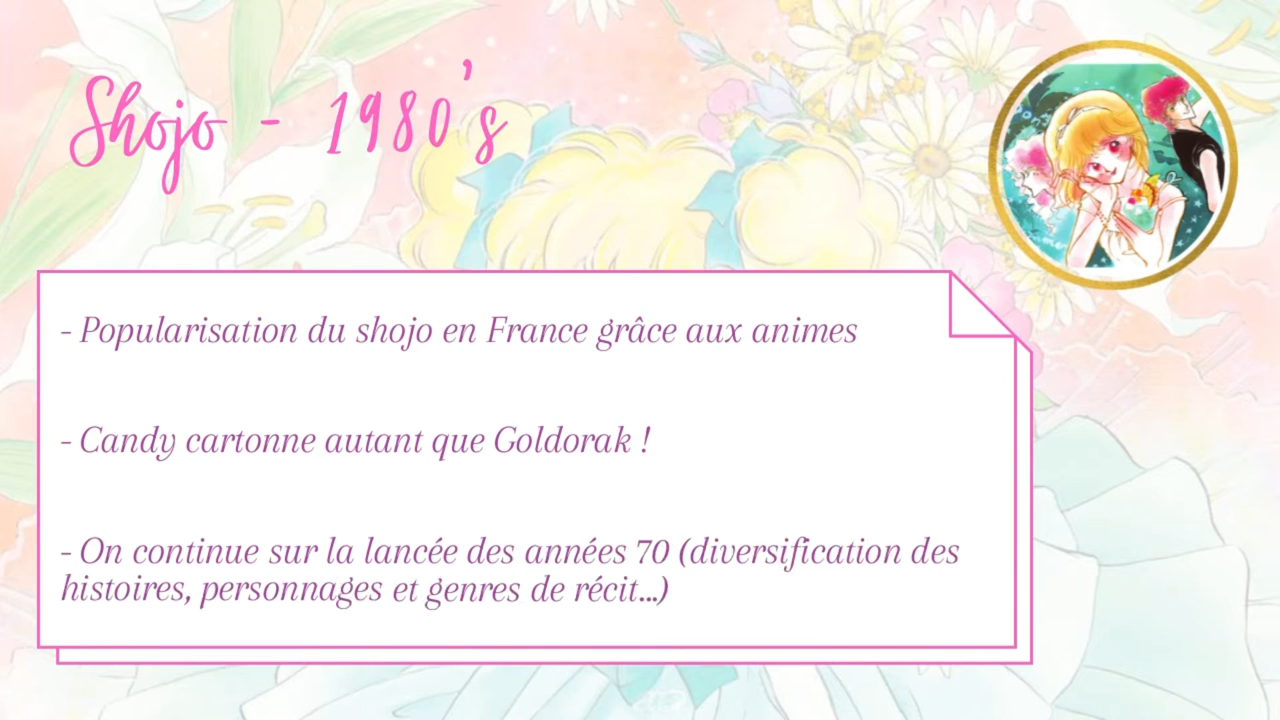 Shojo - 1980's
- Popularisation du shojo en France grâce aux animes
- Candy cartonne autant que Goldorak !
- On continue sur la lancée des années 70 (diversification des
histoires, personnages et genres de récit...)